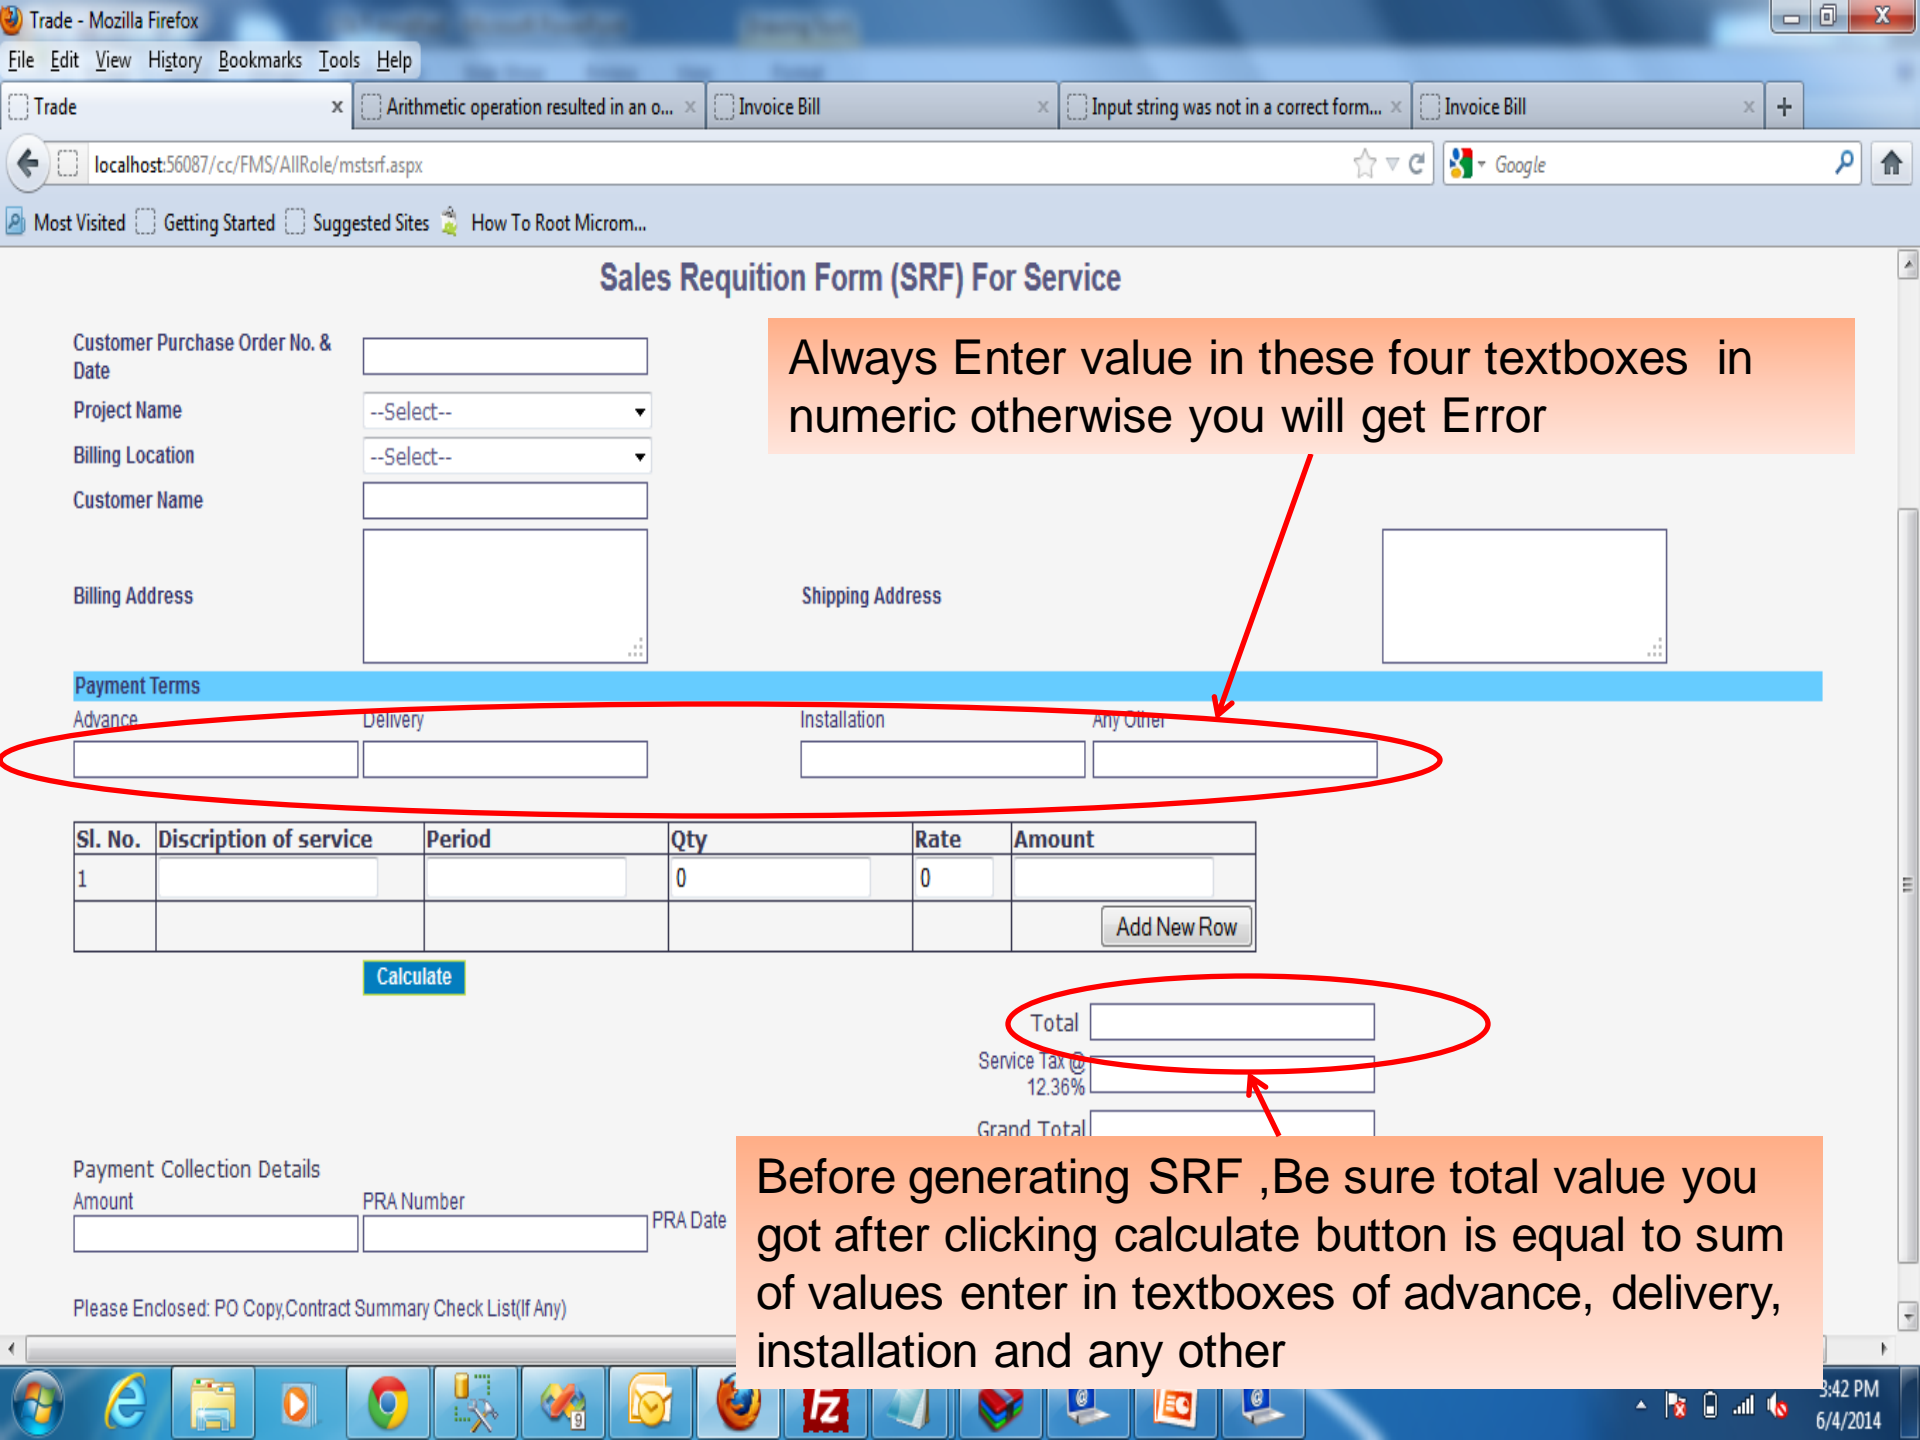 Trade - Mozilla Firefox
X
File Edit View History Bookmarks Tools Help
Trade x
Arithmetic operation resulted in an o... x
Invoice Bill x
Input string was not in a correct form... x
Invoice Bill x
+
localhost:56087/cc/FMS/AllRole/mstsrf.aspx
Google
Most Visited Getting Started Suggested Sites How To Root Microm...
Sales Requition Form (SRF) For Service
Customer Purchase Order No. &
Date
Always Enter value in these four textboxes in
numeric otherwise you will get Error
Project Name --Select--
Billing Location --Select--
Customer Name
Billing Address Shipping Address
Payment Terms
Advance Delivery Installation Any Other
Sl. No. Discription of service Period Qty Rate Amount
1 0 0
Add New Row
Calculate
Total
Service Tax @
12.36%
Grand Total
Payment Collection Details
Amount PRA Number
PRA Date
Before generating SRF ,Be sure total value you
got after clicking calculate button is equal to sum
of values enter in textboxes of advance, delivery,
installation and any other
Please Enclosed: PO Copy,Contract Summary Check List(If Any)
9
Fz
3:42 PM
6/4/2014